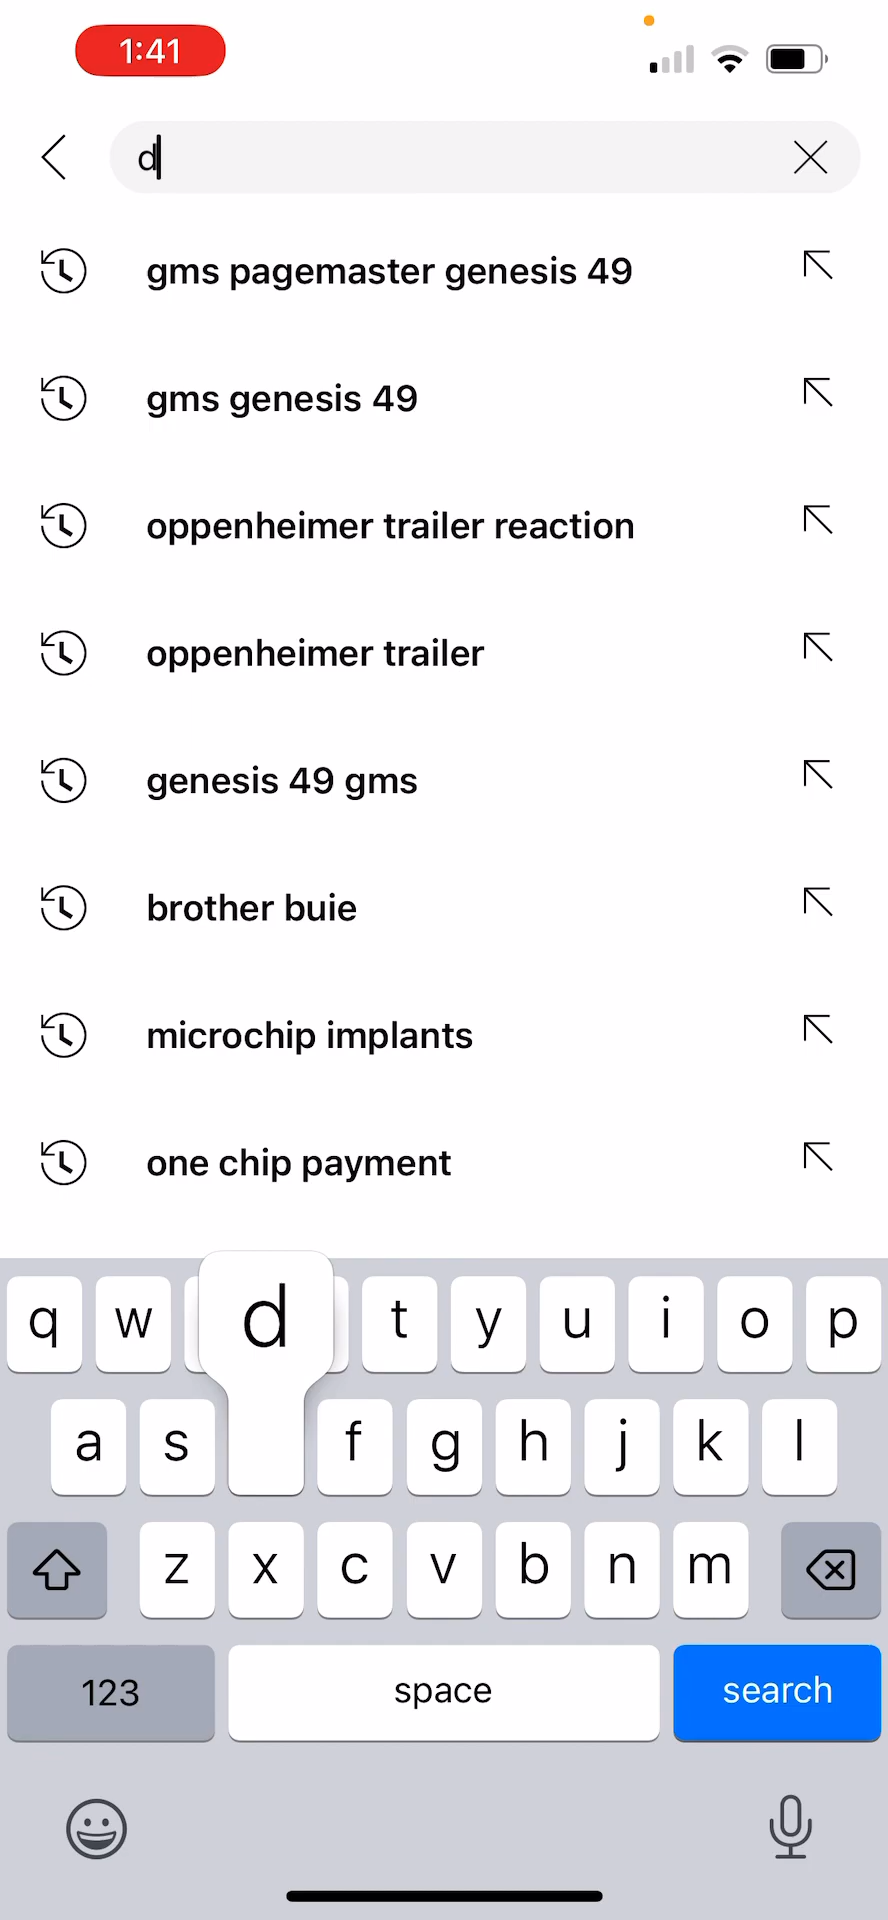 1:41
d
gms pagemaster genesis 49
gms genesis 49
oppenheimer trailer reaction
oppenheimer trailer
genesis 49 gms
brother buie
microchip implants
one chip payment
q w d t y u i o p
a s f g h j k l
z x c v b n m
123 space search